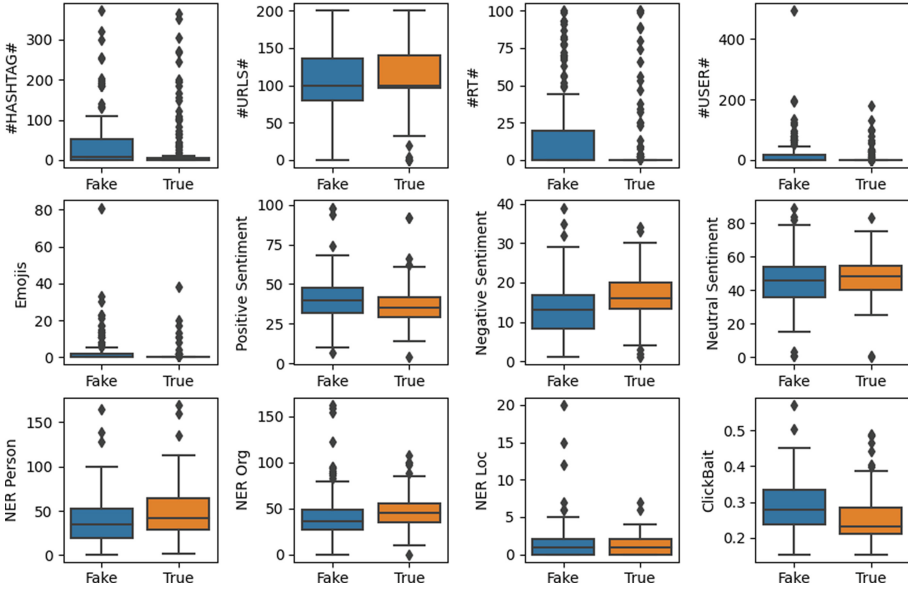 #HASHTAG#
300
200
100
0
Fake True
#URLS#
200
150
100
50
0
Fake True
#RT#
100
75
50
25
0
Fake True
#USER#
400
200
0
Fake True
Emojis
80
60
40
20
0
Fake True
Positive Sentiment
100
75
50
25
0
Fake True
Negative Sentiment
40
30
20
10
0
Fake True
Neutral Sentiment
80
60
40
20
0
Fake True
NER Person
150
100
50
0
Fake True
NER Org
150
100
50
0
Fake True
NER Loc
20
15
10
5
0
Fake True
ClickBait
0.5
0.4
0.3
0.2
Fake True